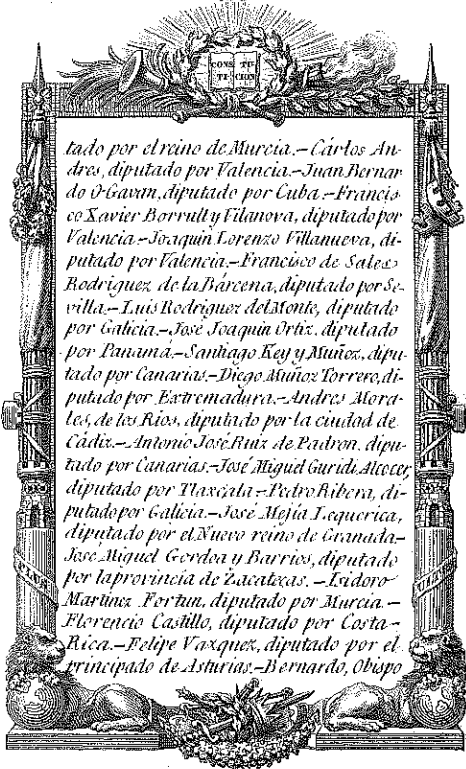 CONS TU
TI CION
tado por el reino de Murcia.—Cárlos An-
dres, diputado por Valencia.—Juan Bernar
do O-Gavan, diputado por Cuba.—Francis-
co Xavier Borrull y Vilanova, diputado por
Valencia.—Joaquin Lorenzo Villanueva, di-
putado por Valencia.—Francisco de Sales
Rodriguez de la Bárcena, diputado por Se-
villa.—Luis Rodriguez del Monte, diputado
por Galicia.—José Joaquin Ortiz, diputado
por Panamá.—Santiago Key y Muñoz, dipu-
tado por Canarias.—Diego Muñoz Torrero, di-
putado por Extremadura.—Andres Mora-
les, de los Rios, diputado por la ciudad de
Cádiz.—Antonio José Ruiz de Padron, dipu-
tado por Canarias.—José Miguel Guridi Alcocer,
diputado por Tlaxcala.—Pedro Ribera, di-
putado por Galicia.—José Mejía Lequerica,
diputado por el Nuevo reino de Granada—
José Miguel Gordoa y Barrios, diputado
por la provincia de Zacatecas.—Isidoro
Martinez Fortun, diputado por Murcia.—
Florencio Castillo, diputado por Costa-
Rica.—Felipe Vazquez, diputado por el
principado de Asturias.—Bernardo, Obispo
PLUS
ULTRA